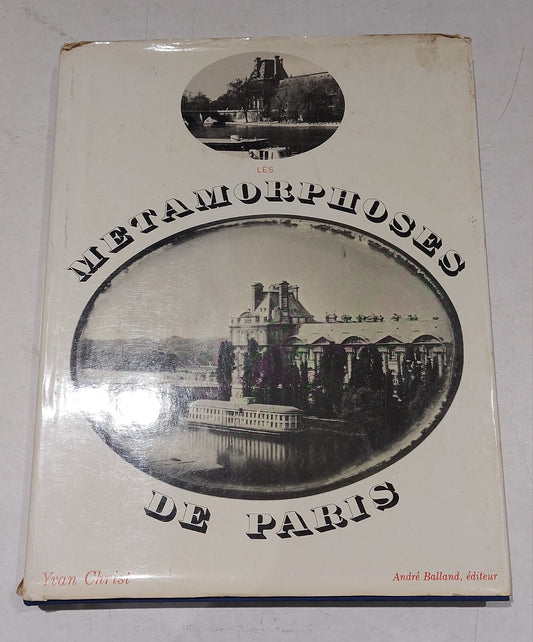 LES
METAMORPHOSES
DE PARIS
Yvan Christ
André Balland, éditeur